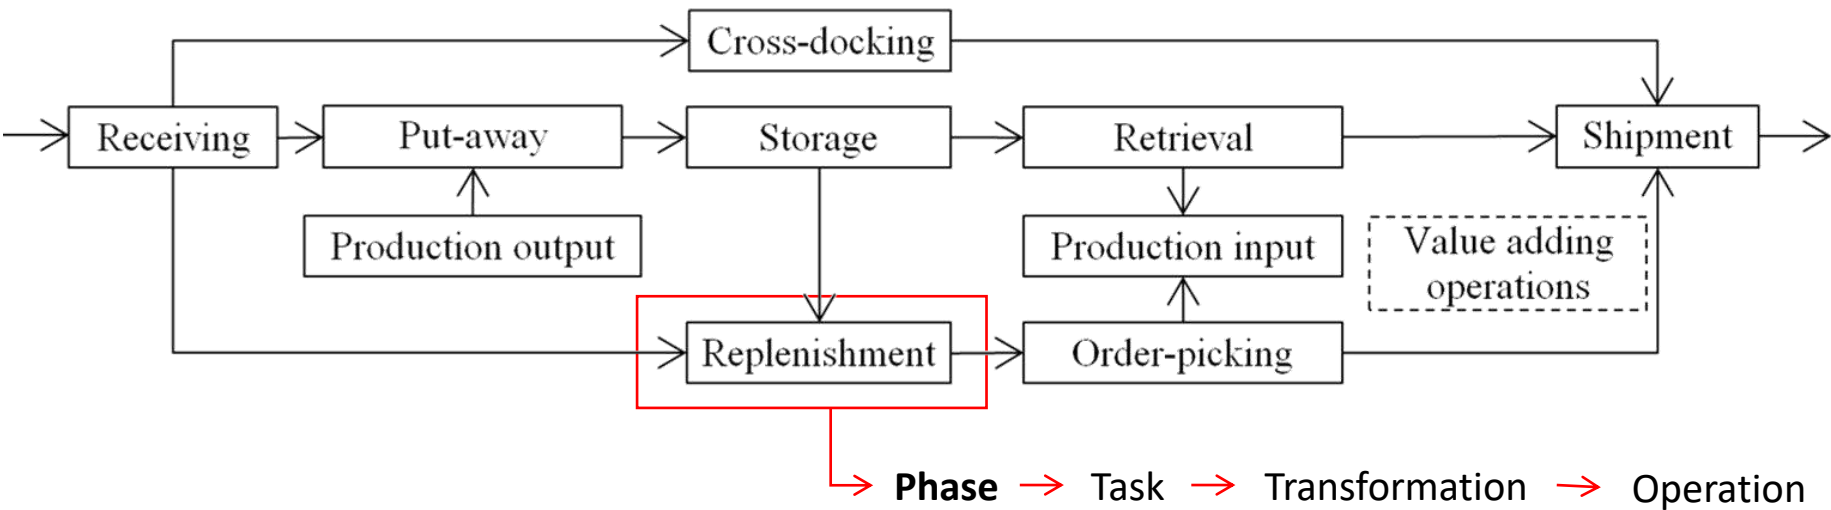 Cross-docking
Receiving
Put-away
Storage
Retrieval
Shipment
Production output
Production input
Value adding
operations
Replenishment
Order-picking
Phase
Task
Transformation
Operation